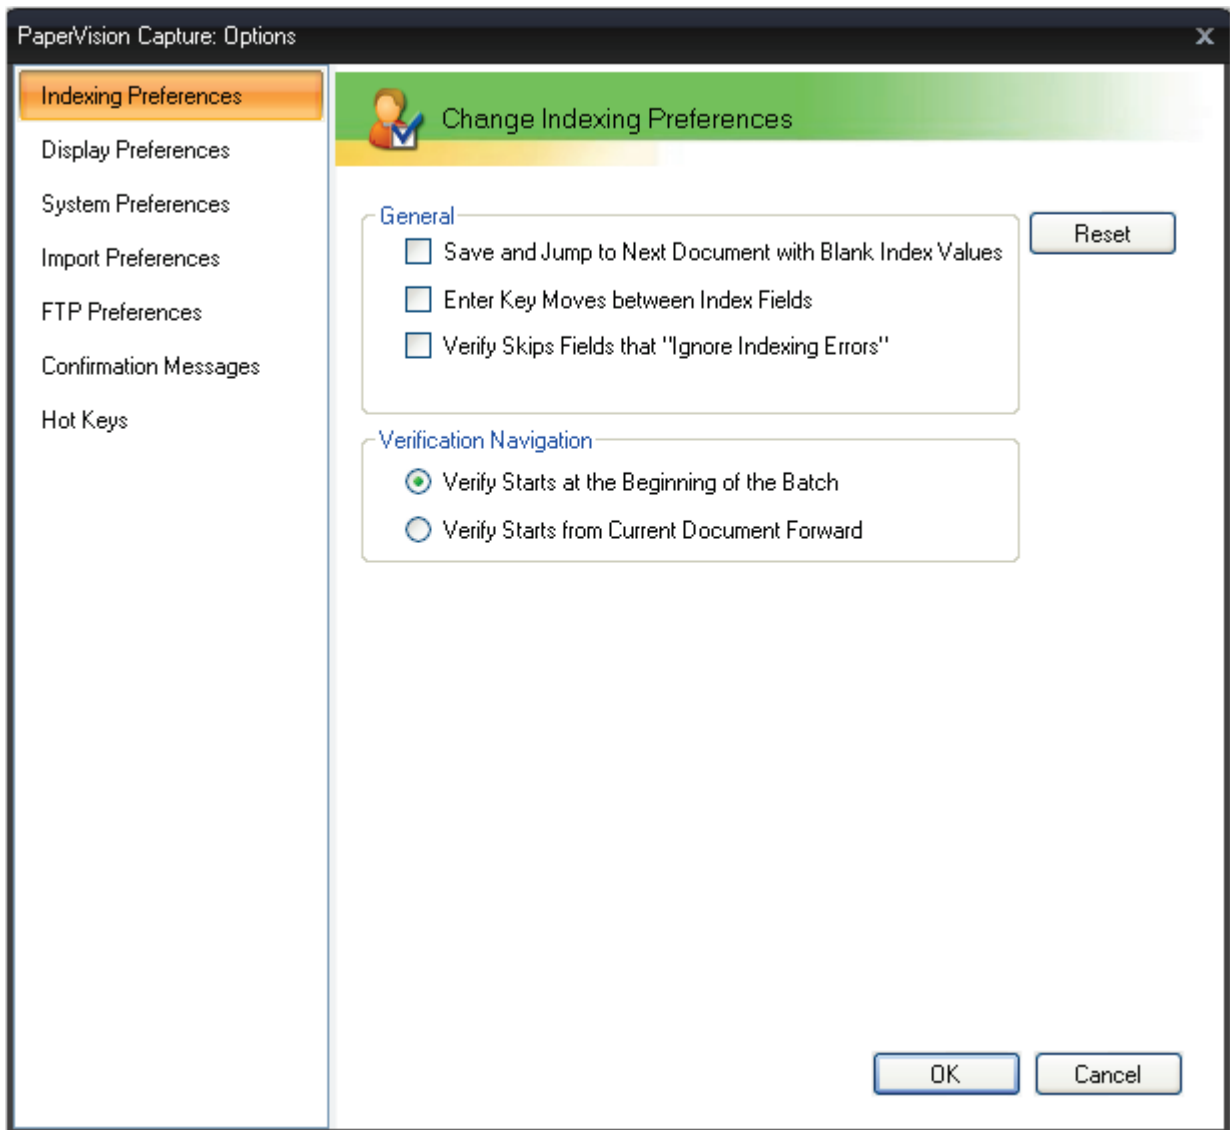 PaperVision Capture: Options
x
Indexing Preferences
Display Preferences
System Preferences
Import Preferences
FTP Preferences
Confirmation Messages
Hot Keys
Change Indexing Preferences
General
Save and Jump to Next Document with Blank Index Values
Enter Key Moves between Index Fields
Verify Skips Fields that "Ignore Indexing Errors"
Reset
Verification Navigation
Verify Starts at the Beginning of the Batch
Verify Starts from Current Document Forward
OK
Cancel